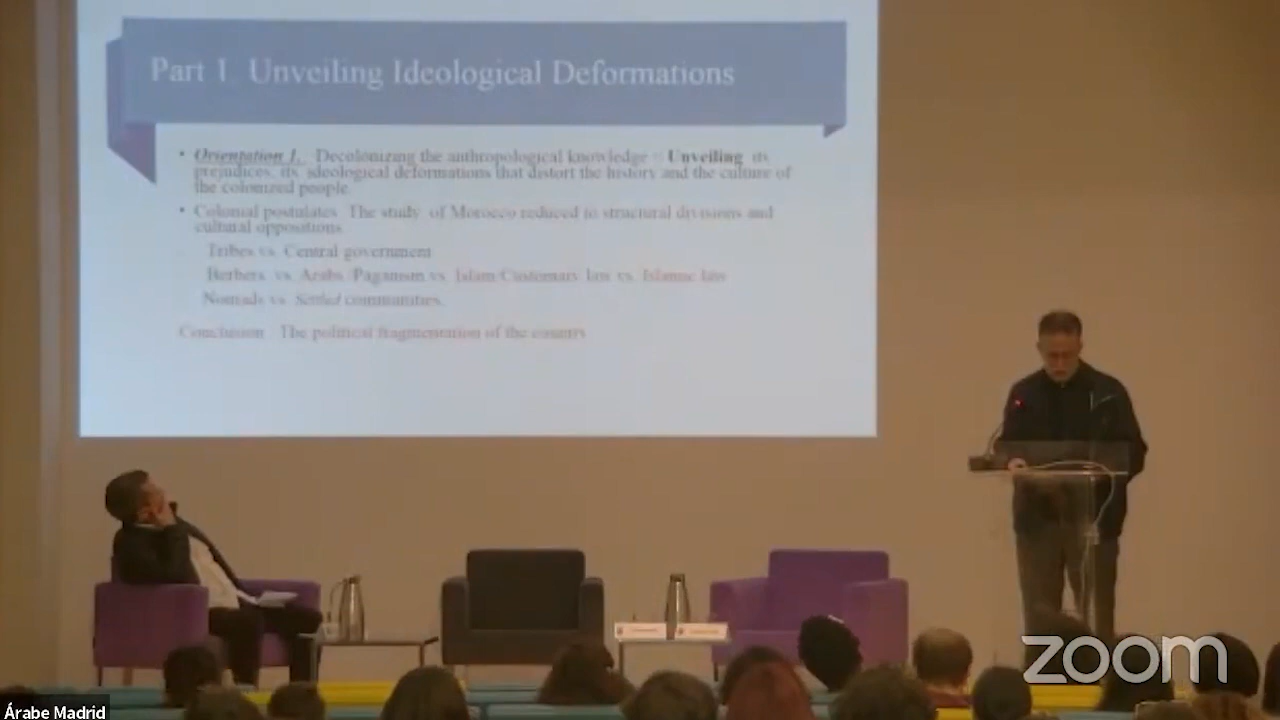 Part 1 Unveiling Ideological Deformations
• Orientation 1. Decolonizing the anthropological knowledge = Unveiling its
prejudices, its ideological deformations that distort the history and the culture of
the colonized people.
• Colonial postulates The study of Morocco reduced to structural divisions and
cultural oppositions
Tribes vs. Central government
Berbers vs. Arabs Paganism vs. Islam/Customary law vs. Islamic law
Nomads vs. Settled communities.
Conclusion The political fragmentation of the country
zoom
Árabe Madrid